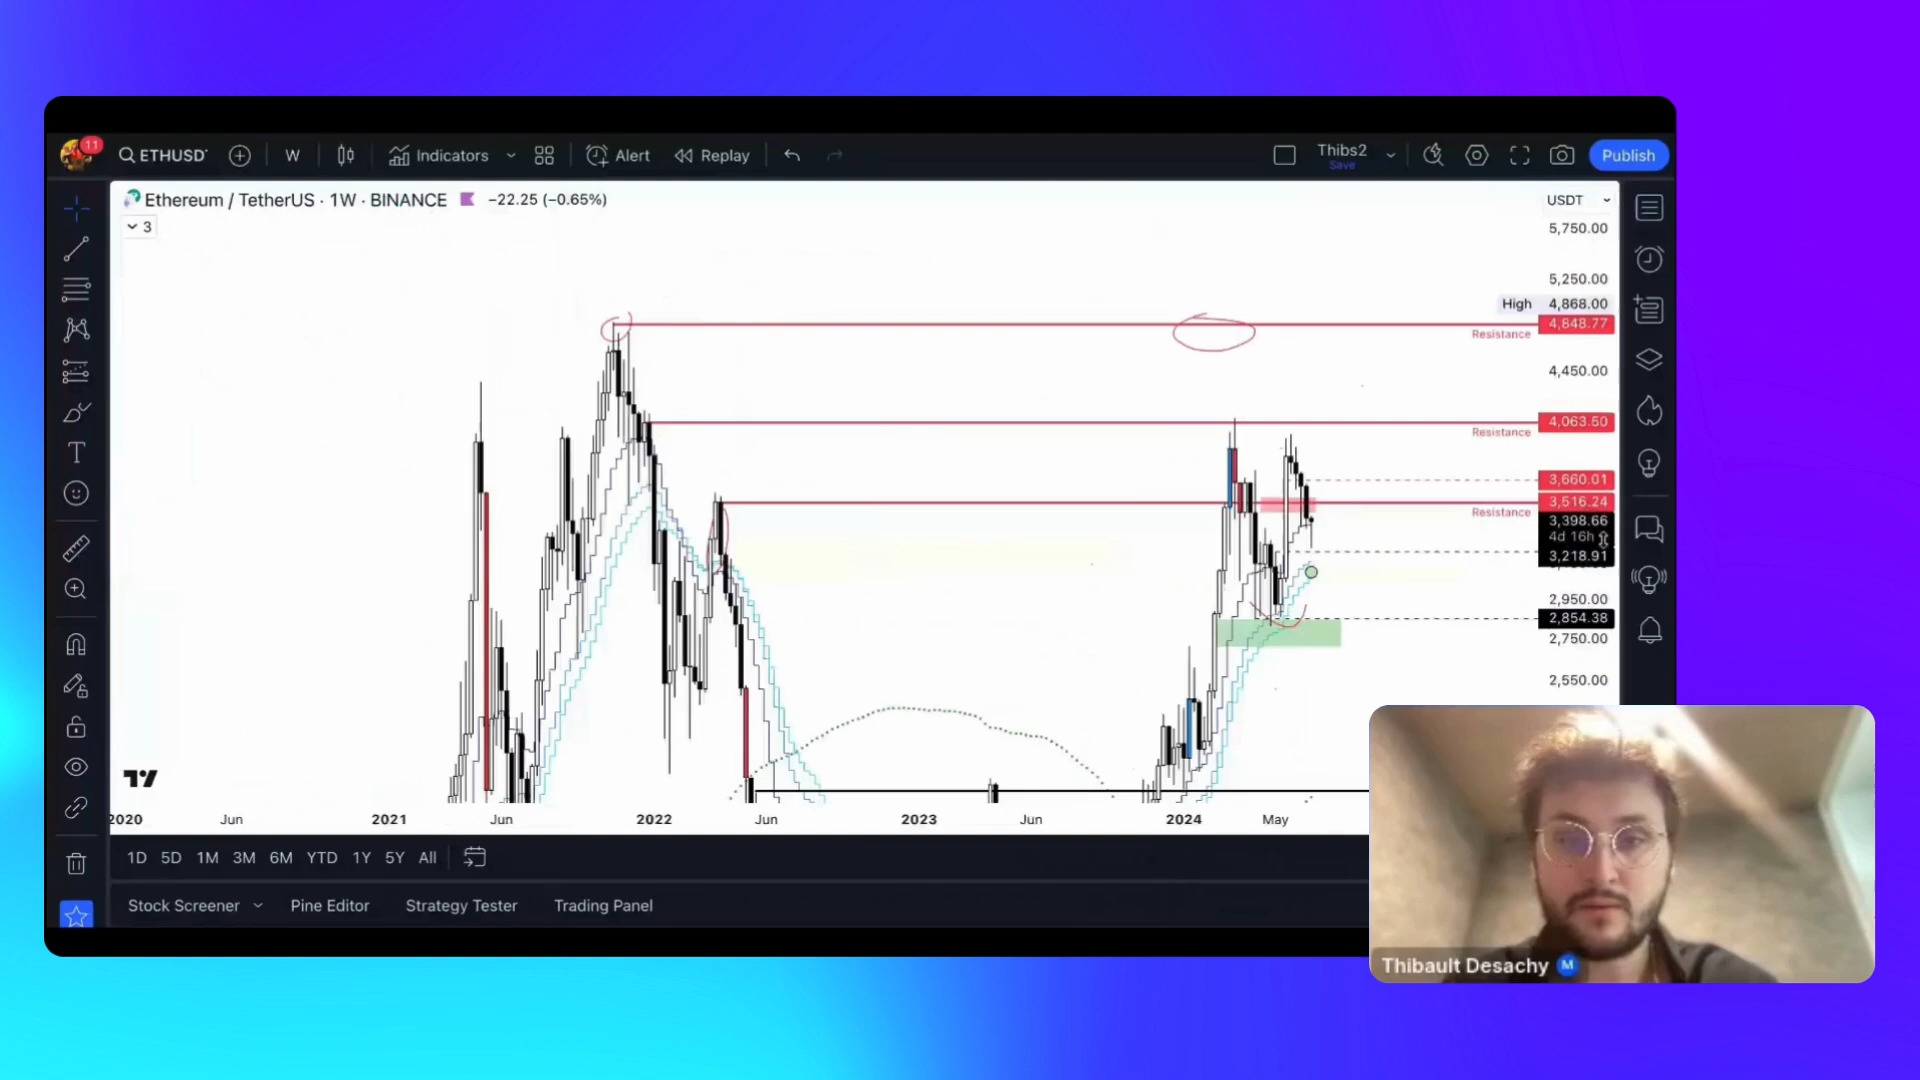 11
ETHUSD
W
Indicators
Alert
Replay
Thibs2
Save
Publish
Ethereum / TetherUS · 1W · BINANCE
−22.25 (−0.65%)
USDT
3
5,750.00
5,250.00
High 4,868.00
4,848.77
Resistance
4,450.00
4,063.50
Resistance
3,660.01
3,516.24
Resistance
3,398.66
4d 16h
3,218.91
2,950.00
2,854.38
2,750.00
2,550.00
2020 Jun 2021 Jun 2022 Jun 2023 Jun 2024 May
1D 5D 1M 3M 6M YTD 1Y 5Y All
Stock Screener Pine Editor Strategy Tester Trading Panel
Thibault Desachy M